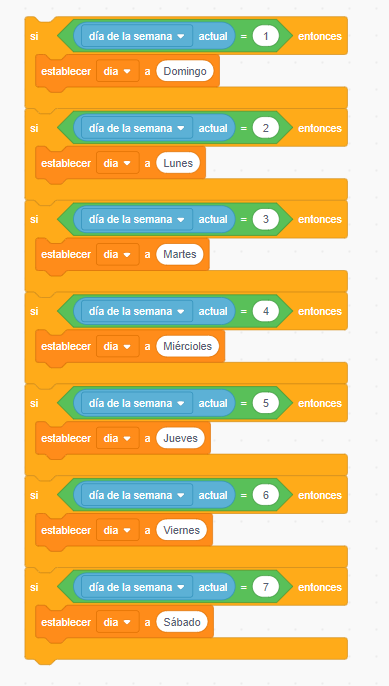 si día de la semana actual = 1 entonces
establecer dia a Domingo
si día de la semana actual = 2 entonces
establecer dia a Lunes
si día de la semana actual = 3 entonces
establecer dia a Martes
si día de la semana actual = 4 entonces
establecer dia a Miércioles
si día de la semana actual = 5 entonces
establecer dia a Jueves
si día de la semana actual = 6 entonces
establecer dia a Viernes
si día de la semana actual = 7 entonces
establecer dia a Sábado